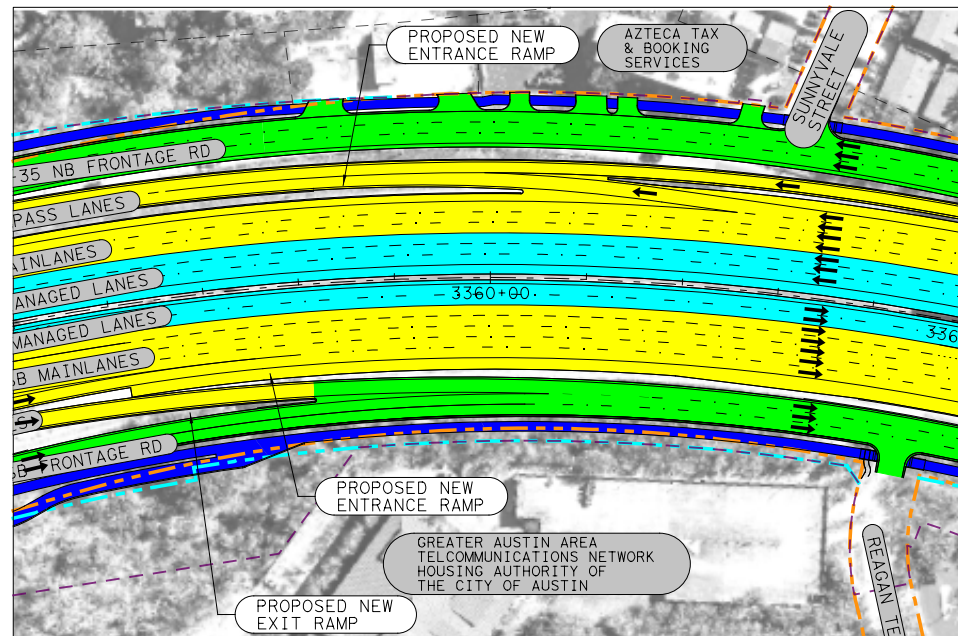 PROPOSED NEW
ENTRANCE RAMP
AZTECA TAX
& BOOKING
SERVICES
SUNNYVALE
STREET
-35 NB FRONTAGE RD
PASS LANES
AINLANES
ANAGED LANES
3360+00
MANAGED LANES
336
SB MAINLANES
S
SB FRONTAGE RD
PROPOSED NEW
ENTRANCE RAMP
GREATER AUSTIN AREA
TELCOMMUNICATIONS NETWORK
HOUSING AUTHORITY OF
THE CITY OF AUSTIN
PROPOSED NEW
EXIT RAMP
REAGAN TE